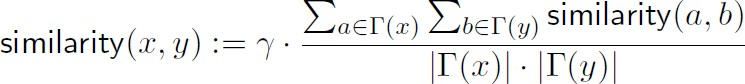 similarity(x, y) := γ · ∑a∈Γ(x) ∑b∈Γ(y) similarity(a, b) / |Γ(x)| · |Γ(y)|